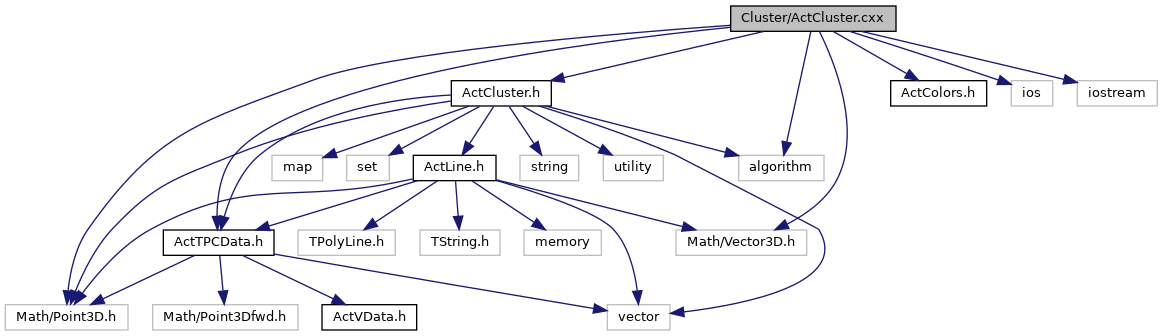 Cluster/ActCluster.cxx
ActCluster.h
ActColors.h
ios
iostream
map
set
ActLine.h
string
utility
algorithm
ActTPCData.h
TPolyLine.h
TString.h
memory
Math/Vector3D.h
Math/Point3D.h
Math/Point3Dfwd.h
ActVData.h
vector